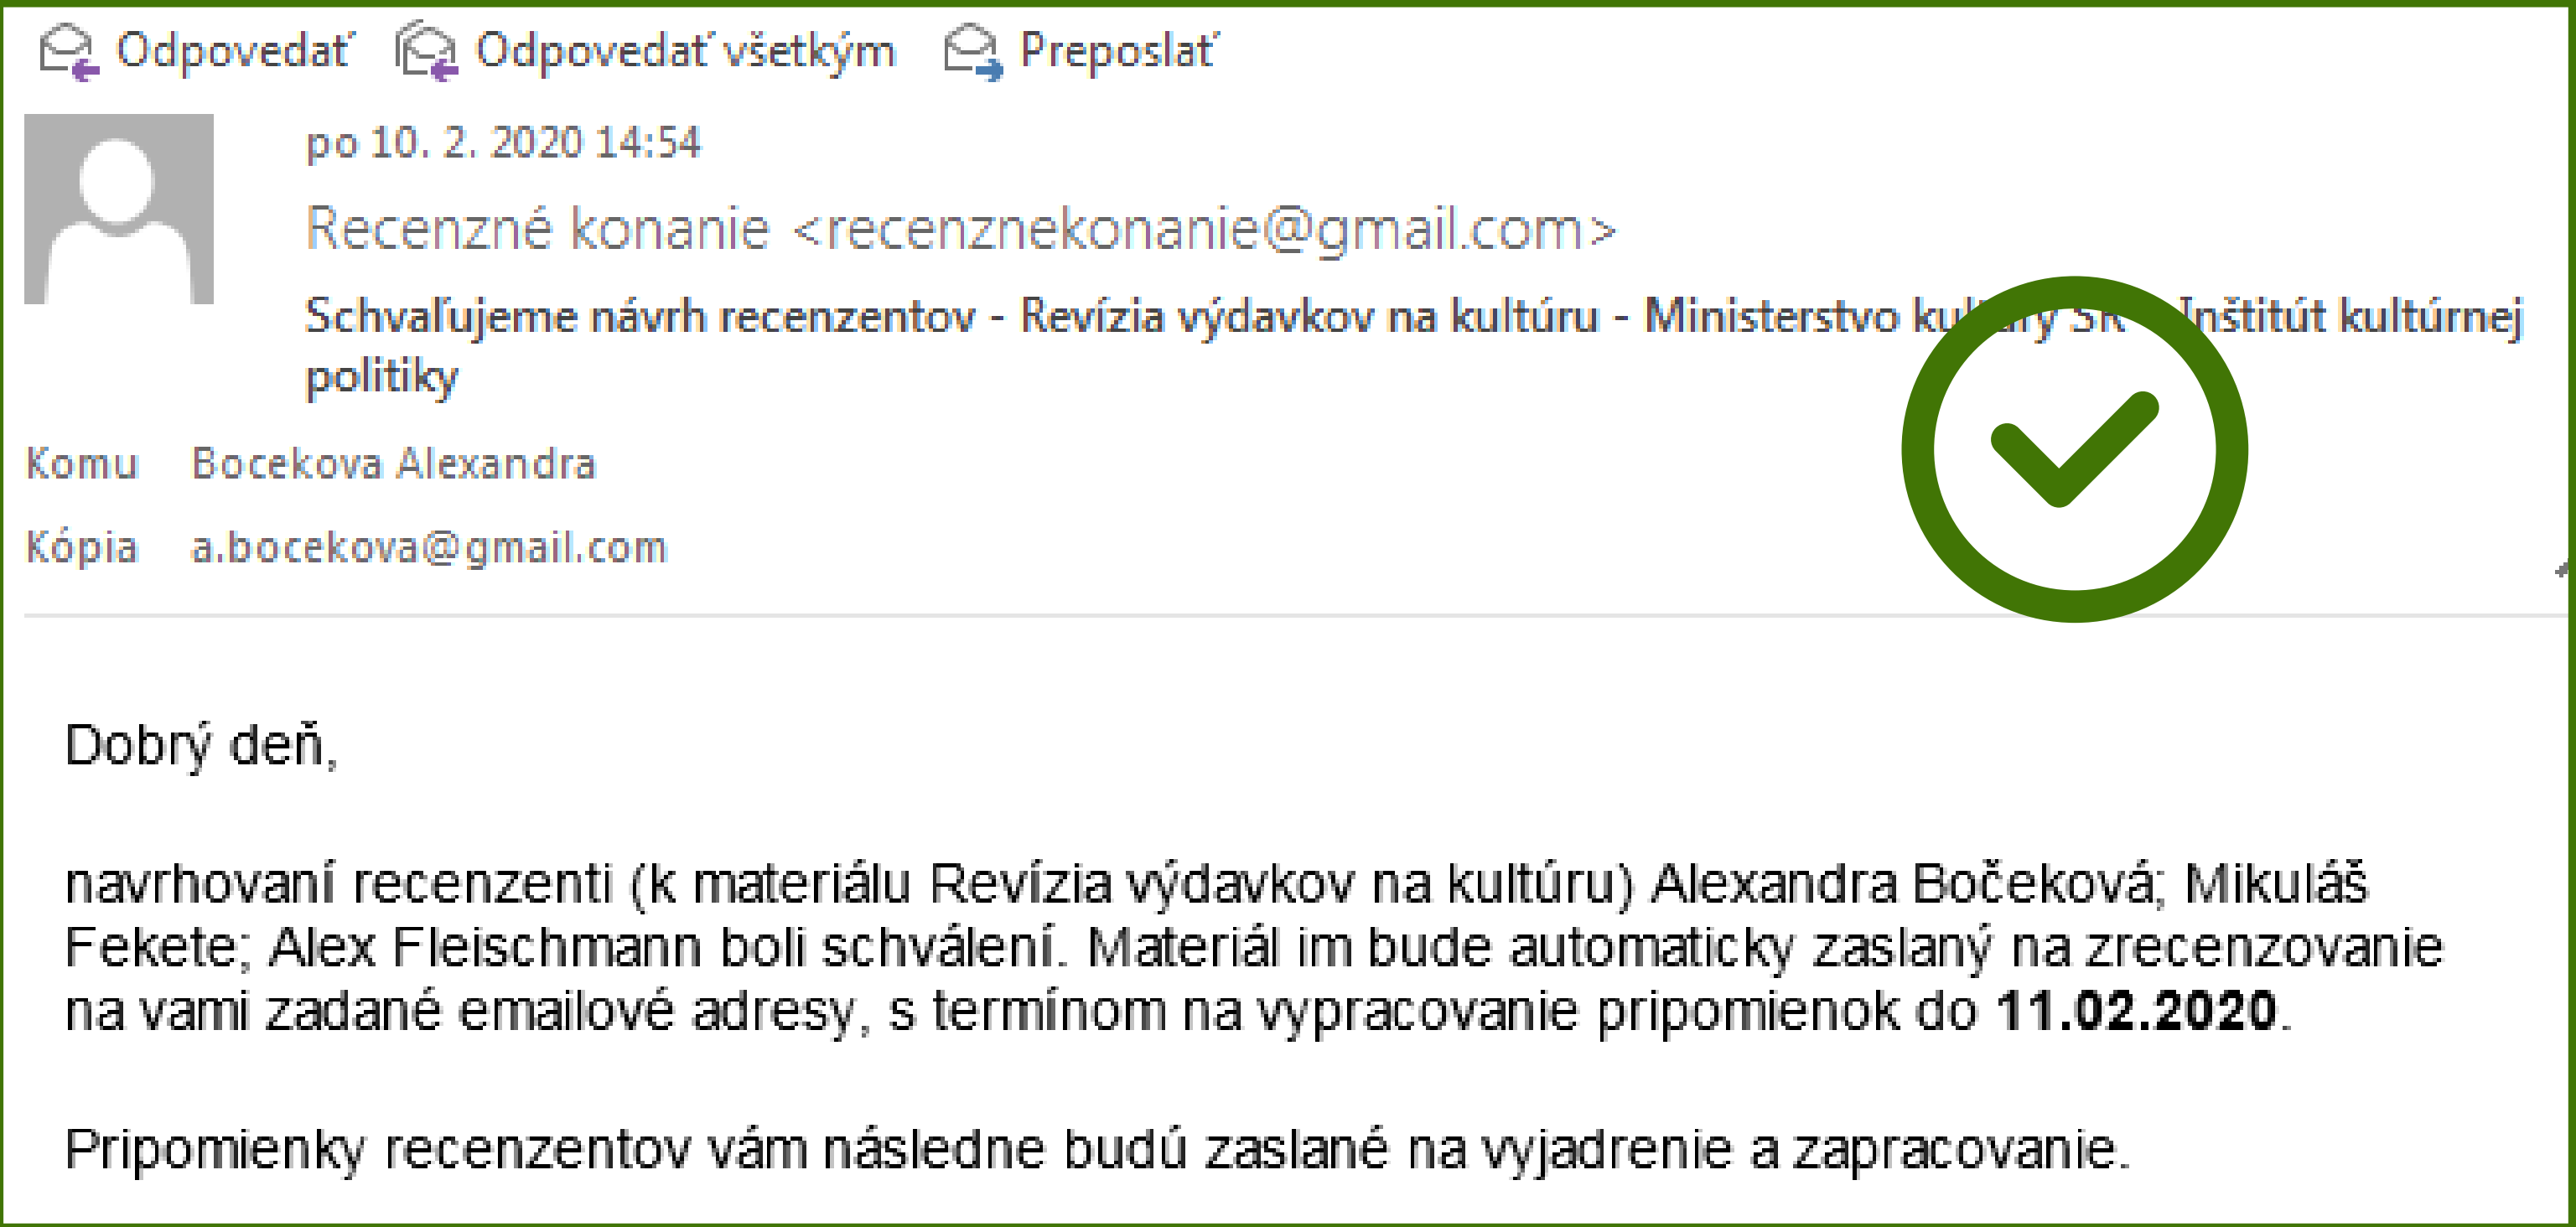 Odpovedať Odpovedať všetkým Preposlať
po 10. 2. 2020 14:54
Recenzné konanie <recenznekonanie@gmail.com>
Schvaľujeme návrh recenzentov - Revízia výdavkov na kultúru - Ministerstvo kultúry SR - Inštitút kultúrnej
politiky
Komu Bocekova Alexandra
Kópia a.bocekova@gmail.com
Dobrý deň,
navrhovaní recenzenti (k materiálu Revízia výdavkov na kultúru) Alexandra Bočeková; Mikuláš
Fekete; Alex Fleischmann boli schválení. Materiál im bude automaticky zaslaný na zrecenzovanie
na vami zadané emailové adresy, s termínom na vypracovanie pripomienok do 11.02.2020.
Pripomienky recenzentov vám následne budú zaslané na vyjadrenie a zapracovanie.